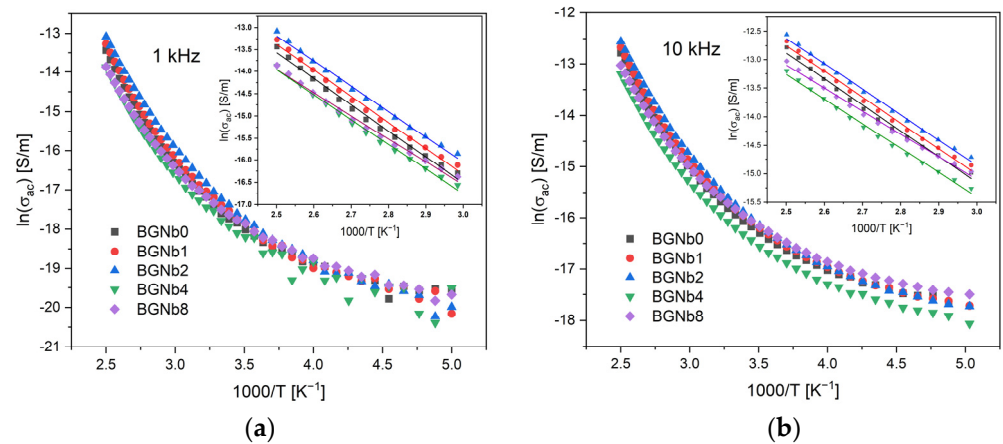 1 kHz
ln(σac) [S/m]
1000/T [K⁻¹]
-13
-14
-15
-16
-17
-18
-19
-20
-21
2.5 3.0 3.5 4.0 4.5 5.0
BGNb0
BGNb1
BGNb2
BGNb4
BGNb8
ln(σac) [S/m]
-13.0
-13.5
-14.0
-14.5
-15.0
-15.5
-16.0
-16.5
-17.0
2.5 2.6 2.7 2.8 2.9 3.0
1000/T [K⁻¹]
(a)
10 kHz
ln(σac) [S/m]
1000/T [K⁻¹]
-12
-13
-14
-15
-16
-17
-18
2.5 3.0 3.5 4.0 4.5 5.0
BGNb0
BGNb1
BGNb2
BGNb4
BGNb8
ln(σac) [S/m]
-12.5
-13.0
-13.5
-14.0
-14.5
-15.0
-15.5
2.5 2.6 2.7 2.8 2.9 3.0
1000/T [K⁻¹]
(b)